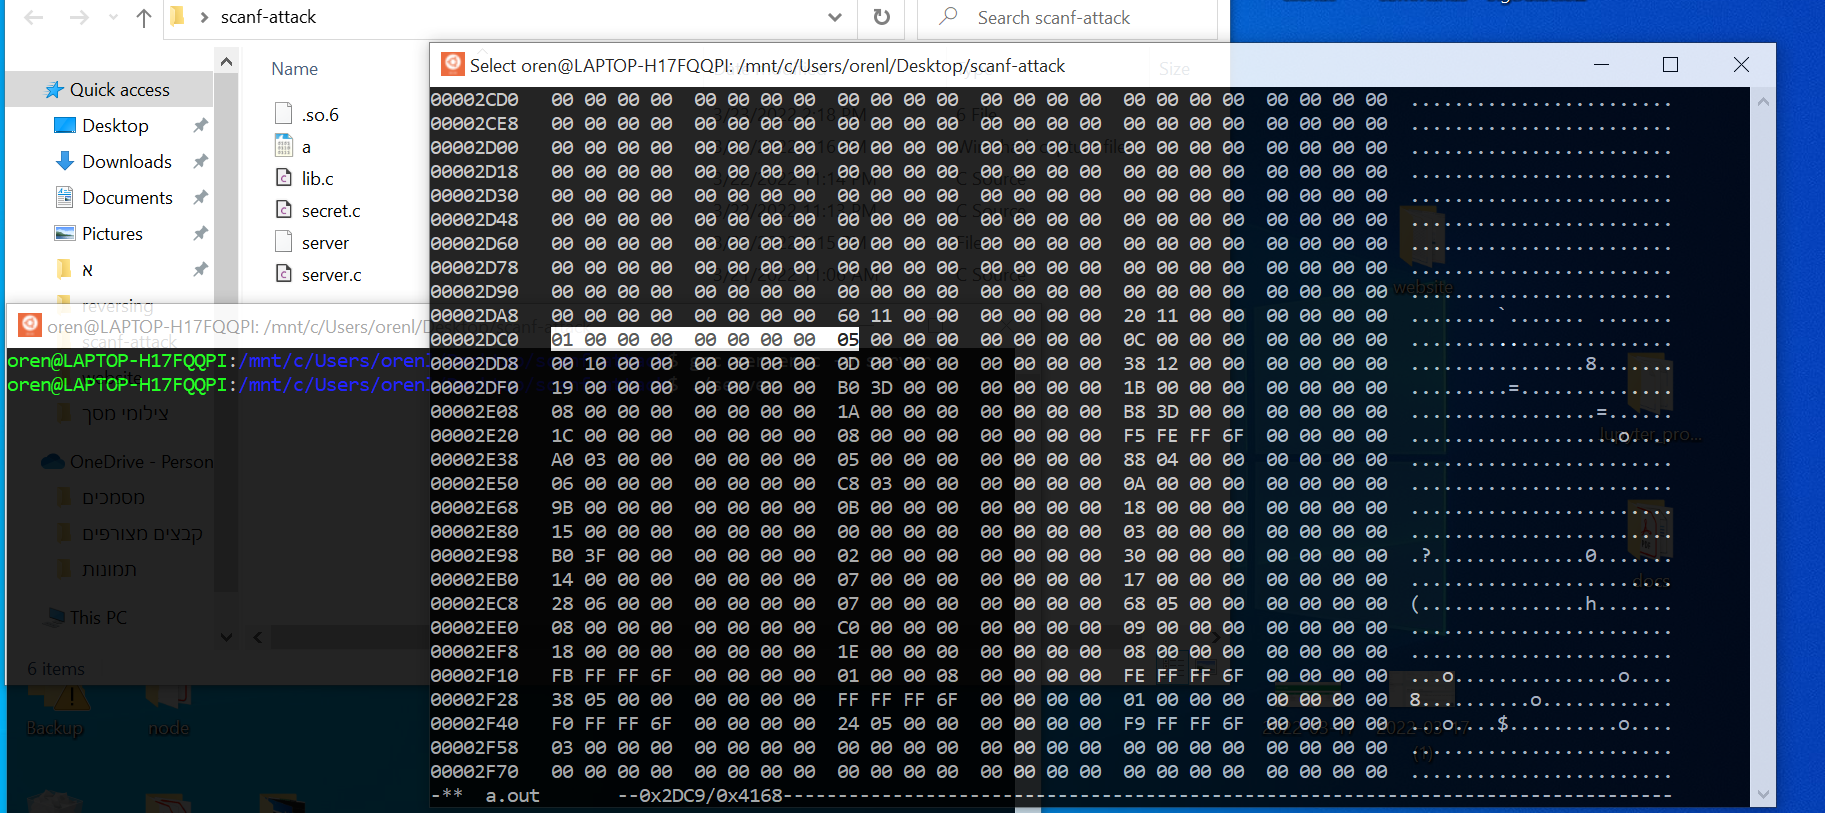 scanf-attack
Search scanf-attack
Quick access
Desktop
Downloads
Documents
Pictures
א
reversing
scanf-attack
website
צילומי מסך
OneDrive - Person
מסמכים
קבצים מצורפים
תמונות
This PC
6 items
Name
Size
.so.6
a
lib.c
secret.c
server
server.c
oren@LAPTOP-H17FQQPI: /mnt/c/Users/orenl/Desktop/scanf-attack
oren@LAPTOP-H17FQQPI:/mnt/c/Users/oren
oren@LAPTOP-H17FQQPI:/mnt/c/Users/oren
Select oren@LAPTOP-H17FQQPI: /mnt/c/Users/orenl/Desktop/scanf-attack
00002CD0 00 00 00 00 00 00 00 00 00 00 00 00 00 00 00 00 00 00 00 00 00 00 00 00 ........................
00002CE8 00 00 00 00 00 00 00 00 00 00 00 00 00 00 00 00 00 00 00 00 00 00 00 00 ........................
00002D00 00 00 00 00 00 00 00 00 00 00 00 00 00 00 00 00 00 00 00 00 00 00 00 00 ........................
00002D18 00 00 00 00 00 00 00 00 00 00 00 00 00 00 00 00 00 00 00 00 00 00 00 00 ........................
00002D30 00 00 00 00 00 00 00 00 00 00 00 00 00 00 00 00 00 00 00 00 00 00 00 00 ........................
00002D48 00 00 00 00 00 00 00 00 00 00 00 00 00 00 00 00 00 00 00 00 00 00 00 00 ........................
00002D60 00 00 00 00 00 00 00 00 00 00 00 00 00 00 00 00 00 00 00 00 00 00 00 00 ........................
00002D78 00 00 00 00 00 00 00 00 00 00 00 00 00 00 00 00 00 00 00 00 00 00 00 00 ........................
00002D90 00 00 00 00 00 00 00 00 00 00 00 00 00 00 00 00 00 00 00 00 00 00 00 00 ........................
00002DA8 00 00 00 00 00 00 00 00 60 11 00 00 00 00 00 00 20 11 00 00 00 00 00 00 ........`....... .......
00002DC0 01 00 00 00 00 00 00 00 05 00 00 00 00 00 00 00 0C 00 00 00 00 00 00 00 ........................
00002DD8 00 10 00 00 00 00 00 00 0D 00 00 00 00 00 00 00 38 12 00 00 00 00 00 00 ................8.......
00002DF0 19 00 00 00 00 00 00 00 B0 3D 00 00 00 00 00 00 1B 00 00 00 00 00 00 00 .........=..............
00002E08 08 00 00 00 00 00 00 00 1A 00 00 00 00 00 00 00 B8 3D 00 00 00 00 00 00 .................=......
00002E20 1C 00 00 00 00 00 00 00 08 00 00 00 00 00 00 00 F5 FE FF 6F 00 00 00 00 ...................o....
00002E38 A0 03 00 00 00 00 00 00 05 00 00 00 00 00 00 00 88 04 00 00 00 00 00 00 ........................
00002E50 06 00 00 00 00 00 00 00 C8 03 00 00 00 00 00 00 0A 00 00 00 00 00 00 00 ........................
00002E68 9B 00 00 00 00 00 00 00 0B 00 00 00 00 00 00 00 18 00 00 00 00 00 00 00 ........................
00002E80 15 00 00 00 00 00 00 00 00 00 00 00 00 00 00 00 03 00 00 00 00 00 00 00 ........................
00002E98 B0 3F 00 00 00 00 00 00 02 00 00 00 00 00 00 00 30 00 00 00 00 00 00 00 .?..............0.......
00002EB0 14 00 00 00 00 00 00 00 07 00 00 00 00 00 00 00 17 00 00 00 00 00 00 00 ........................
00002EC8 28 06 00 00 00 00 00 00 07 00 00 00 00 00 00 00 68 05 00 00 00 00 00 00 (...............h.......
00002EE0 08 00 00 00 00 00 00 00 C0 00 00 00 00 00 00 00 09 00 00 00 00 00 00 00 ........................
00002EF8 18 00 00 00 00 00 00 00 1E 00 00 00 00 00 00 00 08 00 00 00 00 00 00 00 ........................
00002F10 FB FF FF 6F 00 00 00 00 01 00 00 08 00 00 00 00 FE FF FF 6F 00 00 00 00 ...o...............o....
00002F28 38 05 00 00 00 00 00 00 FF FF FF 6F 00 00 00 00 01 00 00 00 00 00 00 00 8..........o............
00002F40 F0 FF FF 6F 00 00 00 00 24 05 00 00 00 00 00 00 F9 FF FF 6F 00 00 00 00 ...o....$..........o....
00002F58 03 00 00 00 00 00 00 00 00 00 00 00 00 00 00 00 00 00 00 00 00 00 00 00 ........................
00002F70 00 00 00 00 00 00 00 00 00 00 00 00 00 00 00 00 00 00 00 00 00 00 00 00 ........................
-** a.out --0x2DC9/0x4168--------------------------------------------------------------------------------
website
docs
Backup
node